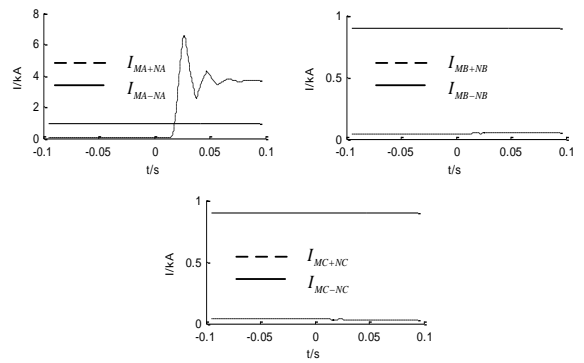 8
6
4
2
0
I/kA
I_{MA+NA}
I_{MA-NA}
-0.1 -0.05 0 0.05 0.1
t/s
1
0.5
0
I/kA
I_{MB+NB}
I_{MB-NB}
-0.1 -0.05 0 0.05 0.1
t/s
1
0.5
0
I/kA
I_{MC+NC}
I_{MC-NC}
-0.1 -0.05 0 0.05 0.1
t/s